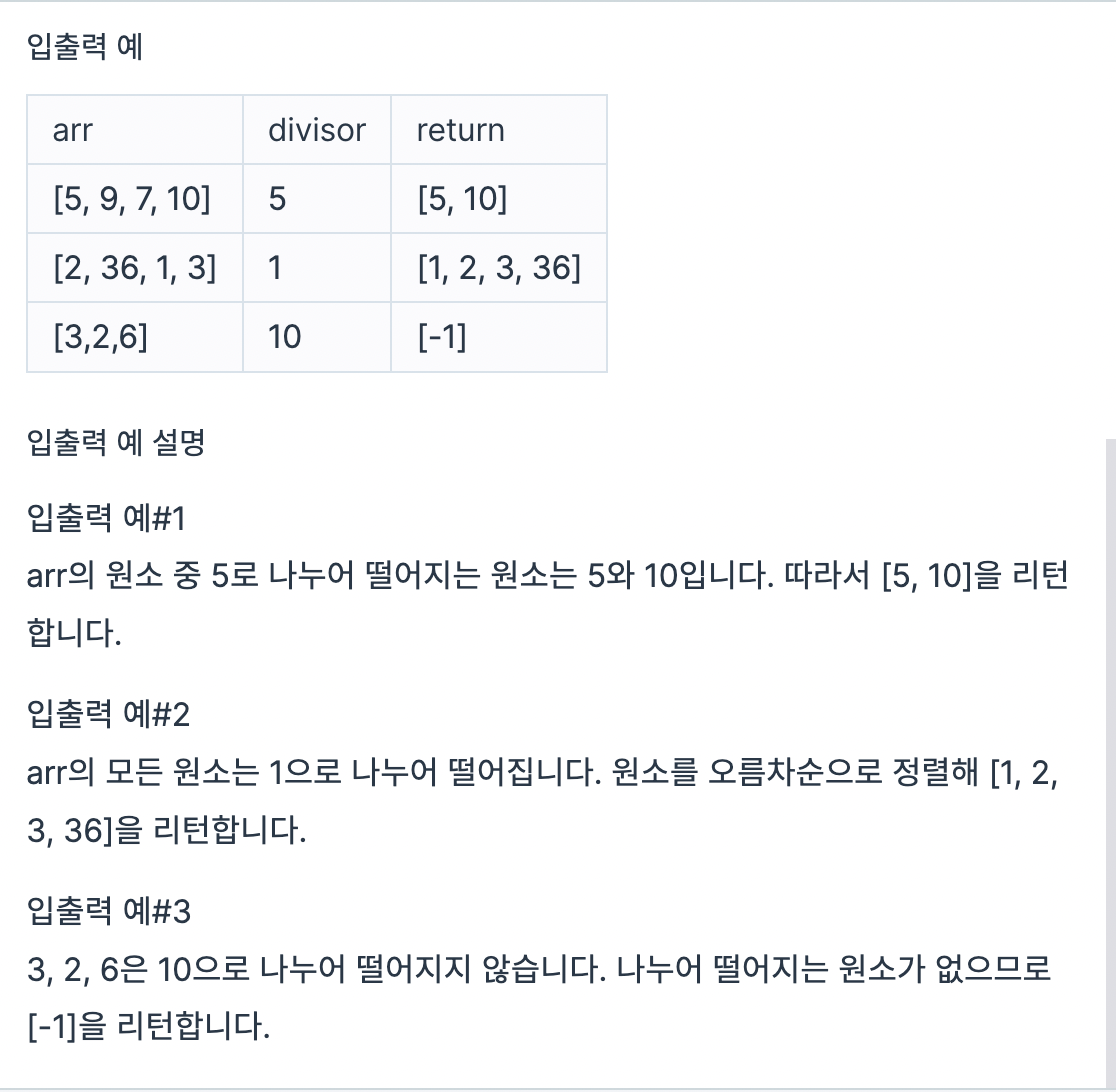 입출력 예
arr divisor return
[5, 9, 7, 10] 5 [5, 10]
[2, 36, 1, 3] 1 [1, 2, 3, 36]
[3,2,6] 10 [-1]
입출력 예 설명
입출력 예#1
arr의 원소 중 5로 나누어 떨어지는 원소는 5와 10입니다. 따라서 [5, 10]을 리턴
합니다.
입출력 예#2
arr의 모든 원소는 1으로 나누어 떨어집니다. 원소를 오름차순으로 정렬해 [1, 2,
3, 36]을 리턴합니다.
입출력 예#3
3, 2, 6은 10으로 나누어 떨어지지 않습니다. 나누어 떨어지는 원소가 없으므로
[-1]을 리턴합니다.